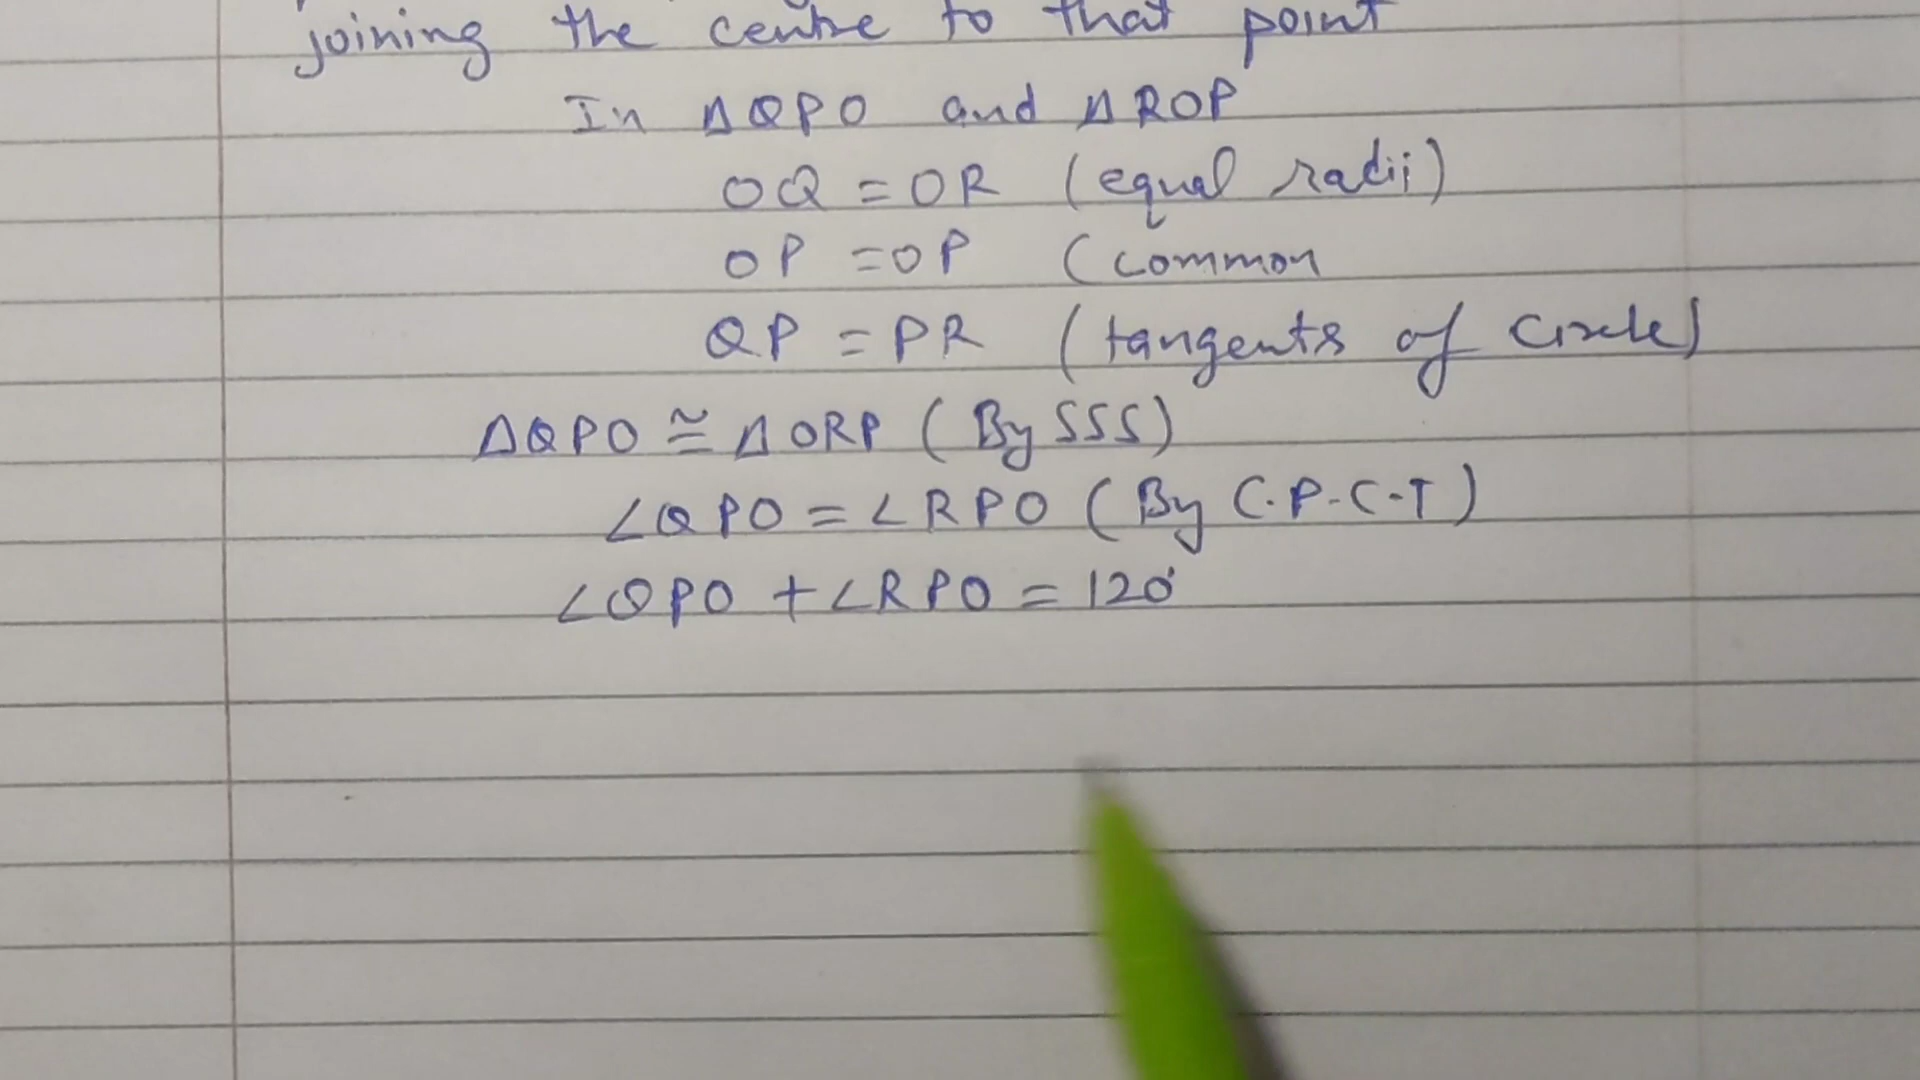 joining the centre to that point
In ΔQPO and ΔROP
OQ = OR (equal radii)
OP = OP (common
QP = PR (tangents of circle)
ΔQPO ≅ ΔORP (By SSS)
∠QPO = ∠RPO (By C.P.C.T)
∠QPO + ∠RPO = 120°